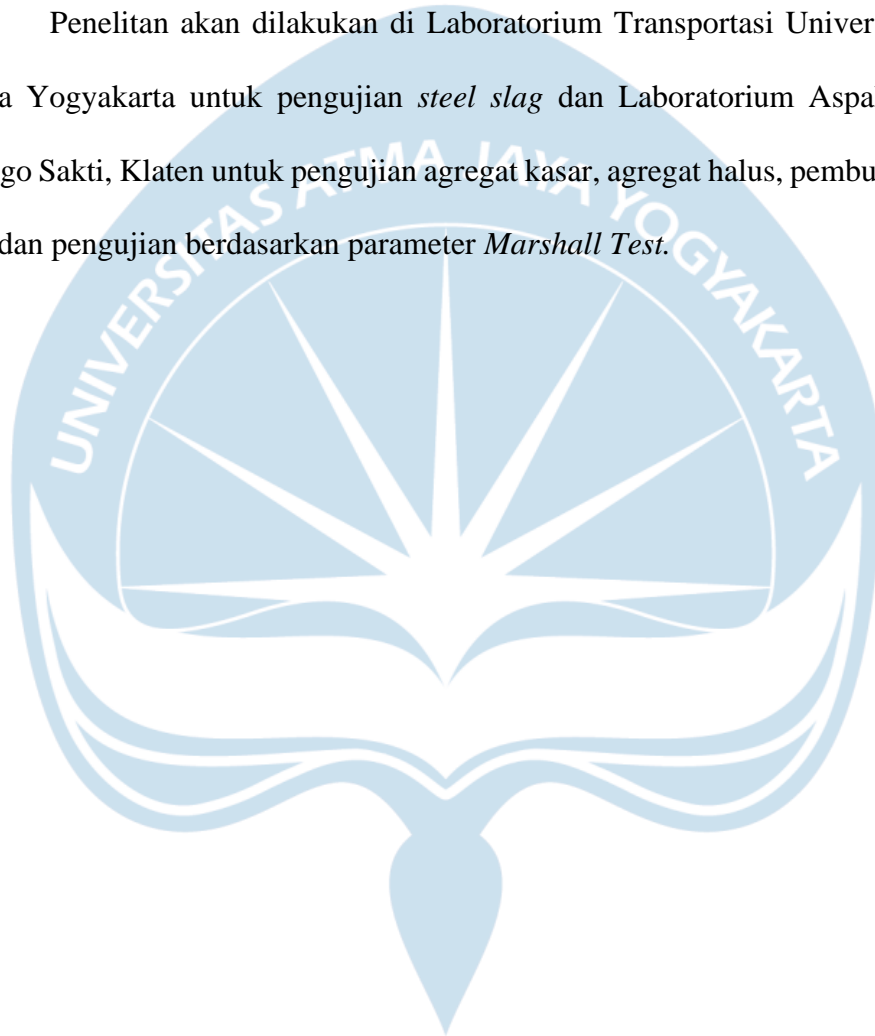 Penelitan akan dilakukan di Laboratorium Transportasi Univer
a Yogyakarta untuk pengujian steel slag dan Laboratorium Aspa
go Sakti, Klaten untuk pengujian agregat kasar, agregat halus, pembu
dan pengujian berdasarkan parameter Marshall Test.
UNIVERSITAS ATMA JAYA YOGYAKARTA